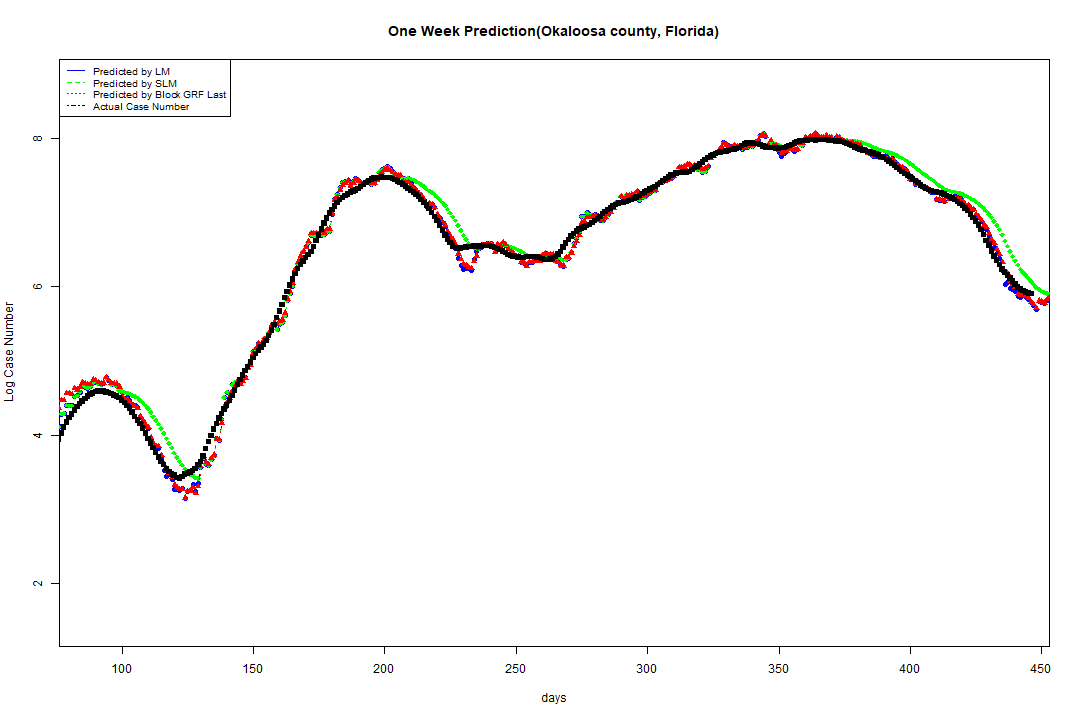 One Week Prediction(Okaloosa county, Florida)
Predicted by LM
Predicted by SLM
Predicted by Block GRF Last
Actual Case Number
8
6
4
2
Log Case Number
100 150 200 250 300 350 400 450
days